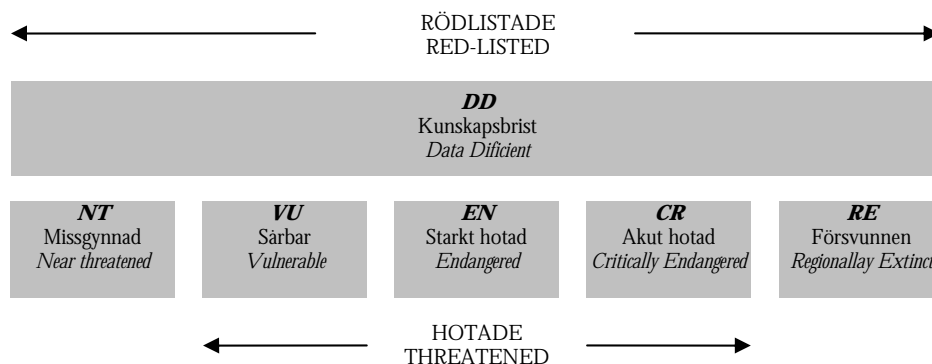 RÖDLISTADE
RED-LISTED
DD
Kunskapsbrist
Data Dificient
NT
Missgynnad
Near threatened
VU
Sårbar
Vulnerable
EN
Starkt hotad
Endangered
CR
Akut hotad
Critically Endangered
RE
Försvunnen
Regionallay Extinct
HOTADE
THREATENED